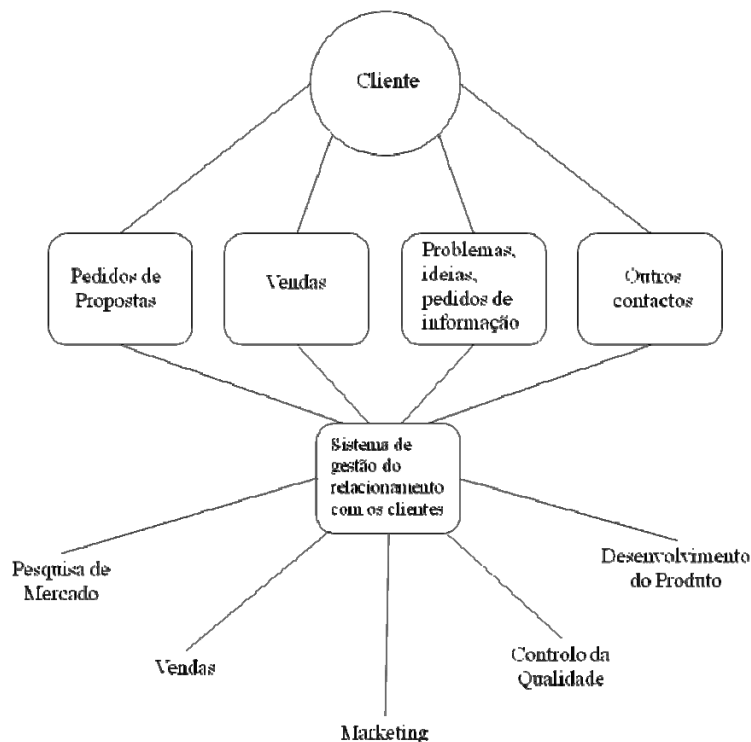 Cliente
Pedidos de
Propostas
Vendas
Problemas,
ideias,
pedidos de
informação
Outros
contactos
Sistema de
gestão do
relacionamento
com os clientes
Pesquisa de
Mercado
Vendas
Marketing
Controlo da
Qualidade
Desenvolvimento
do Produto